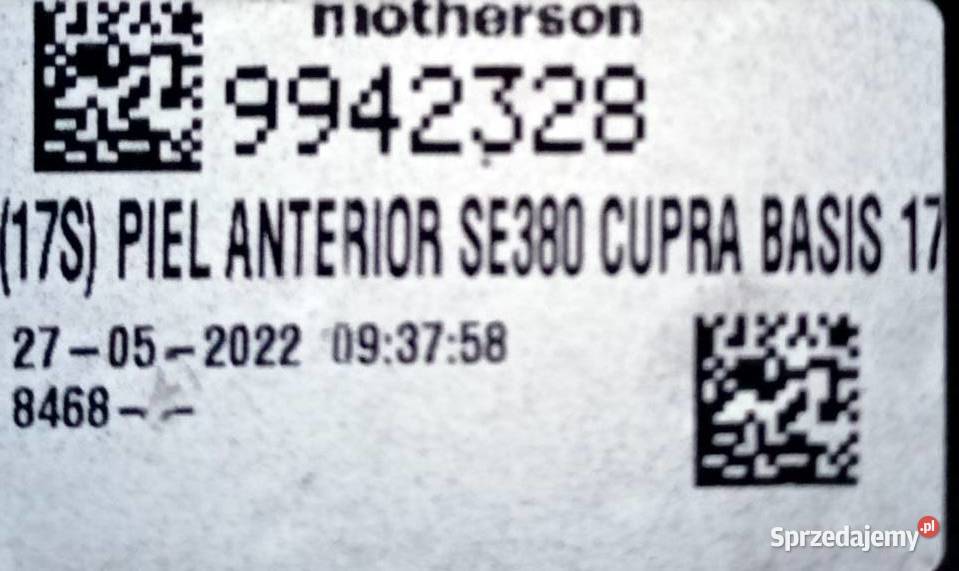 motherson
9942328
(17S) PIEL ANTERIOR SE380 CUPRA BASIS 17
27-05-2022 09:37:58
8468- -
Sprzedajemy.pl